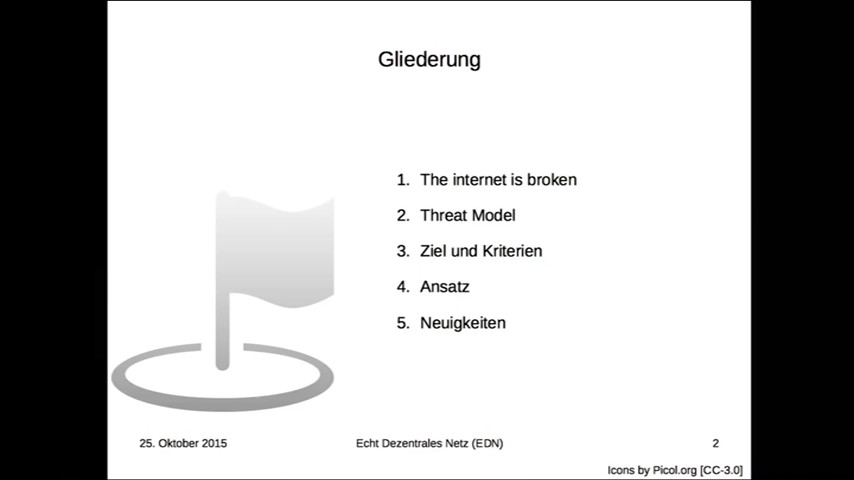 Gliederung
1. The internet is broken
2. Threat Model
3. Ziel und Kriterien
4. Ansatz
5. Neuigkeiten
25. Oktober 2015 Echt Dezentrales Netz (EDN) 2
Icons by Picol.org [CC-3.0]